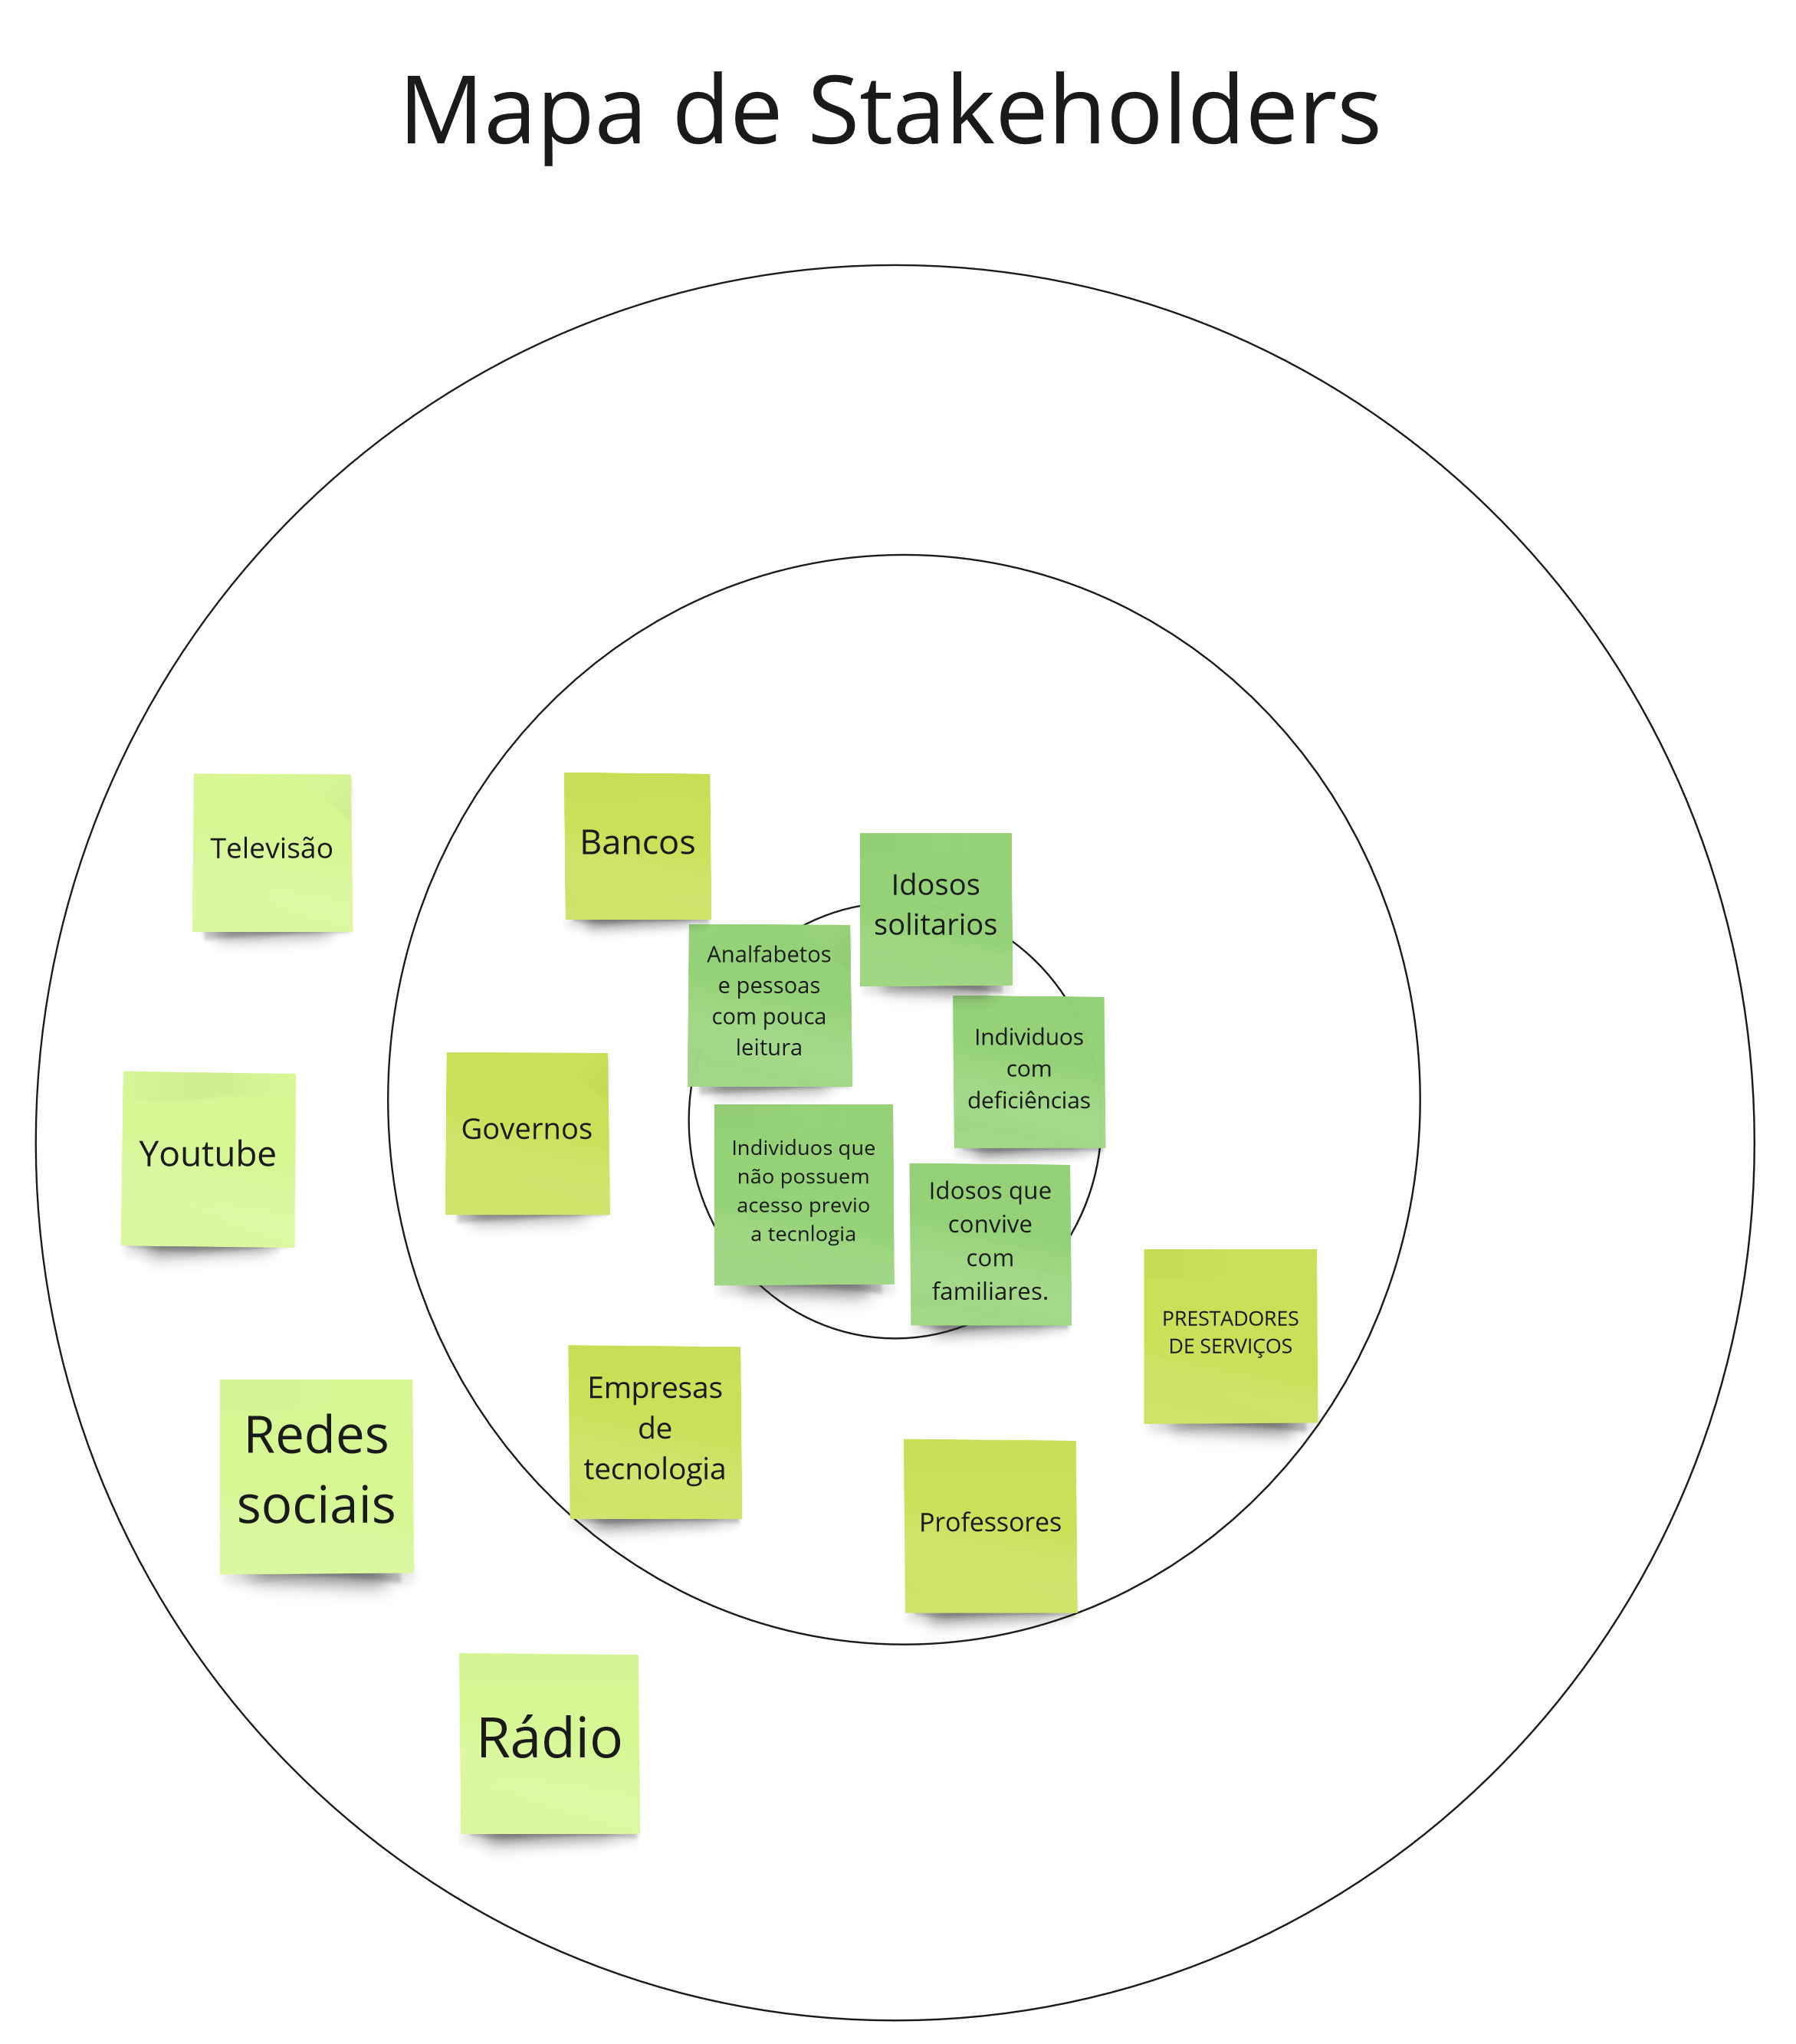 Mapa de Stakeholders
Televisão
Bancos
Idosos
solitarios
Analfabetos
e pessoas
com pouca
leitura
Individuos
com
deficiências
Youtube
Governos
Individuos que
não possuem
acesso previo
a tecnlogia
Idosos que
convive
com
familiares.
PRESTADORES
DE SERVIÇOS
Redes
sociais
Empresas
de
tecnologia
Professores
Rádio